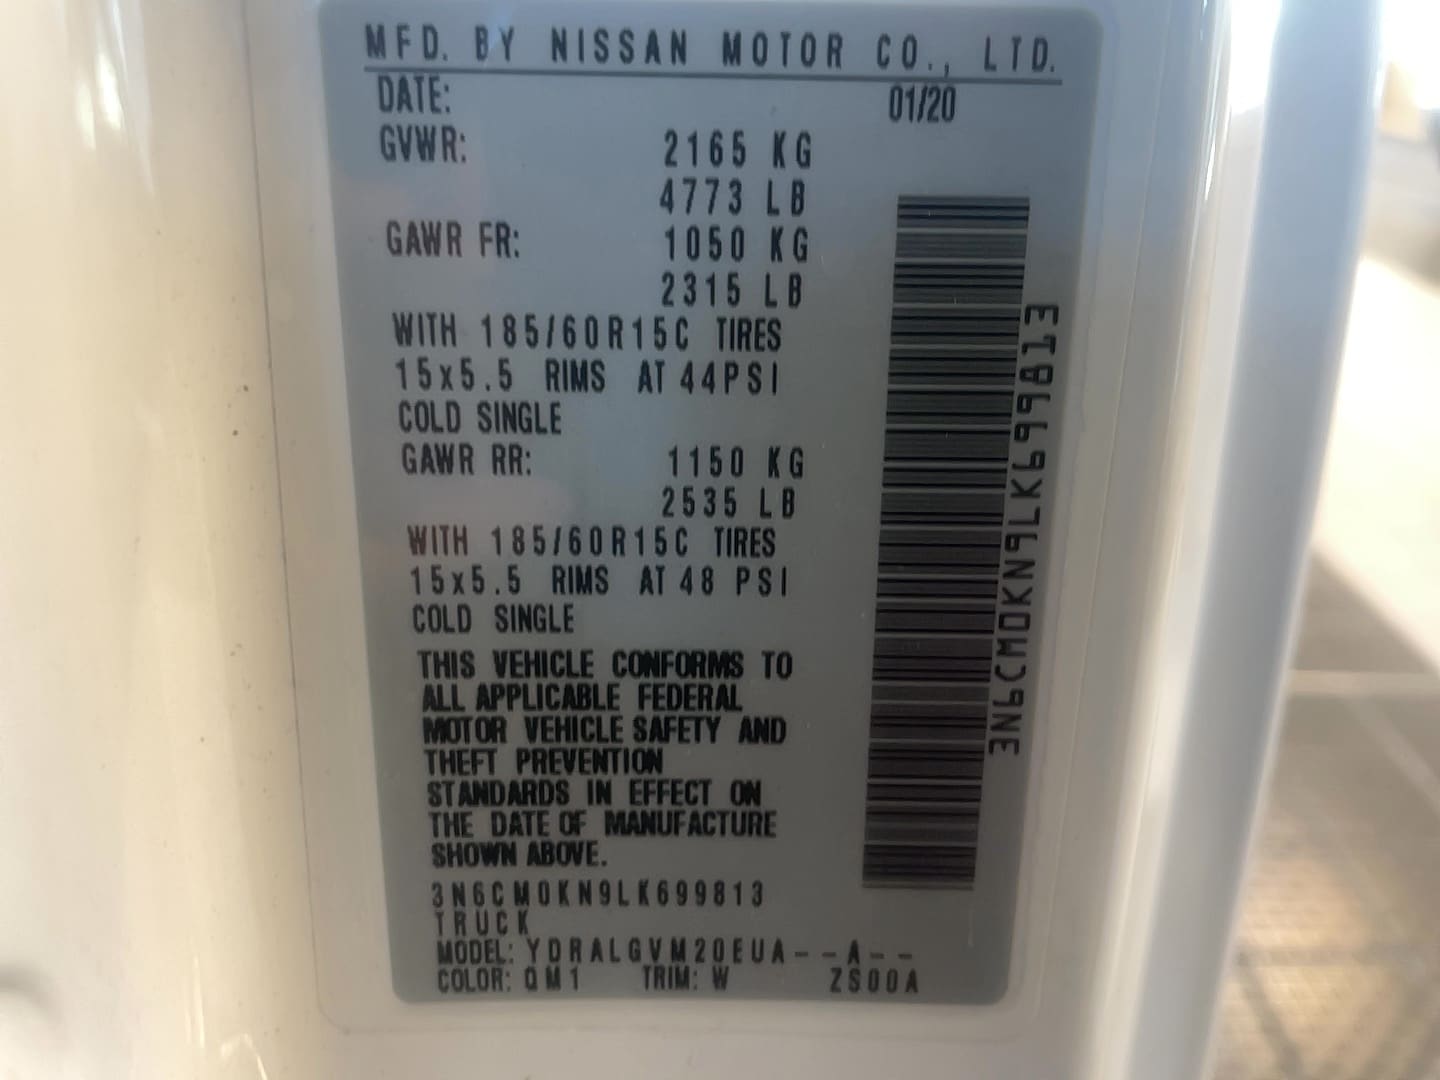 MFD. BY NISSAN MOTOR CO., LTD.
DATE: 01/20
GVWR: 2165 KG
4773 LB
GAWR FR: 1050 KG
2315 LB
WITH 185/60R15C TIRES
15x5.5 RIMS AT 44PSI
COLD SINGLE
GAWR RR: 1150 KG
2535 LB
WITH 185/60R15C TIRES
15x5.5 RIMS AT 48 PSI
COLD SINGLE
THIS VEHICLE CONFORMS TO
ALL APPLICABLE FEDERAL
MOTOR VEHICLE SAFETY AND
THEFT PREVENTION
STANDARDS IN EFFECT ON
THE DATE OF MANUFACTURE
SHOWN ABOVE.
3N6CM0KN9LK699813
TRUCK
MODEL: YDRALGVM20EUA--A--
COLOR: QM1 TRIM: W ZS00A
3N6CM0KN9LK699813